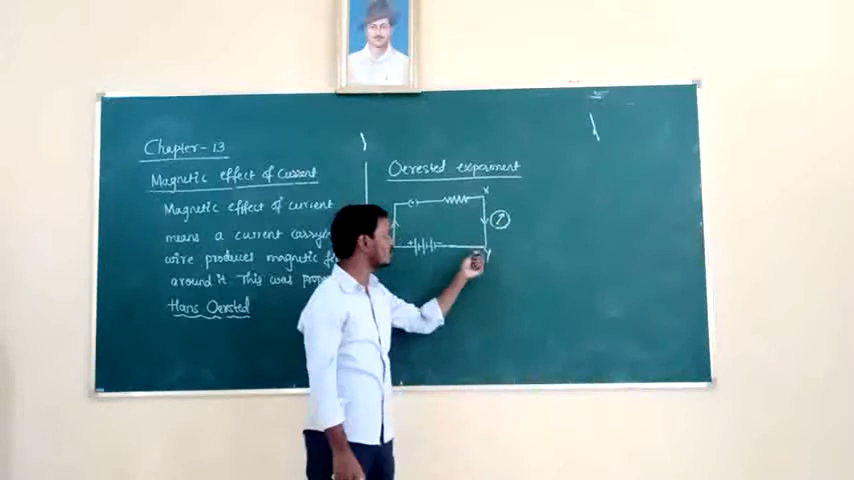 Chapter - 13
Magnetic effect of Current
Magnetic effect of current
means a current
wire produces magnetic
around it. This was
Hans Oersted
Oersted experiment
X
+ -
Y